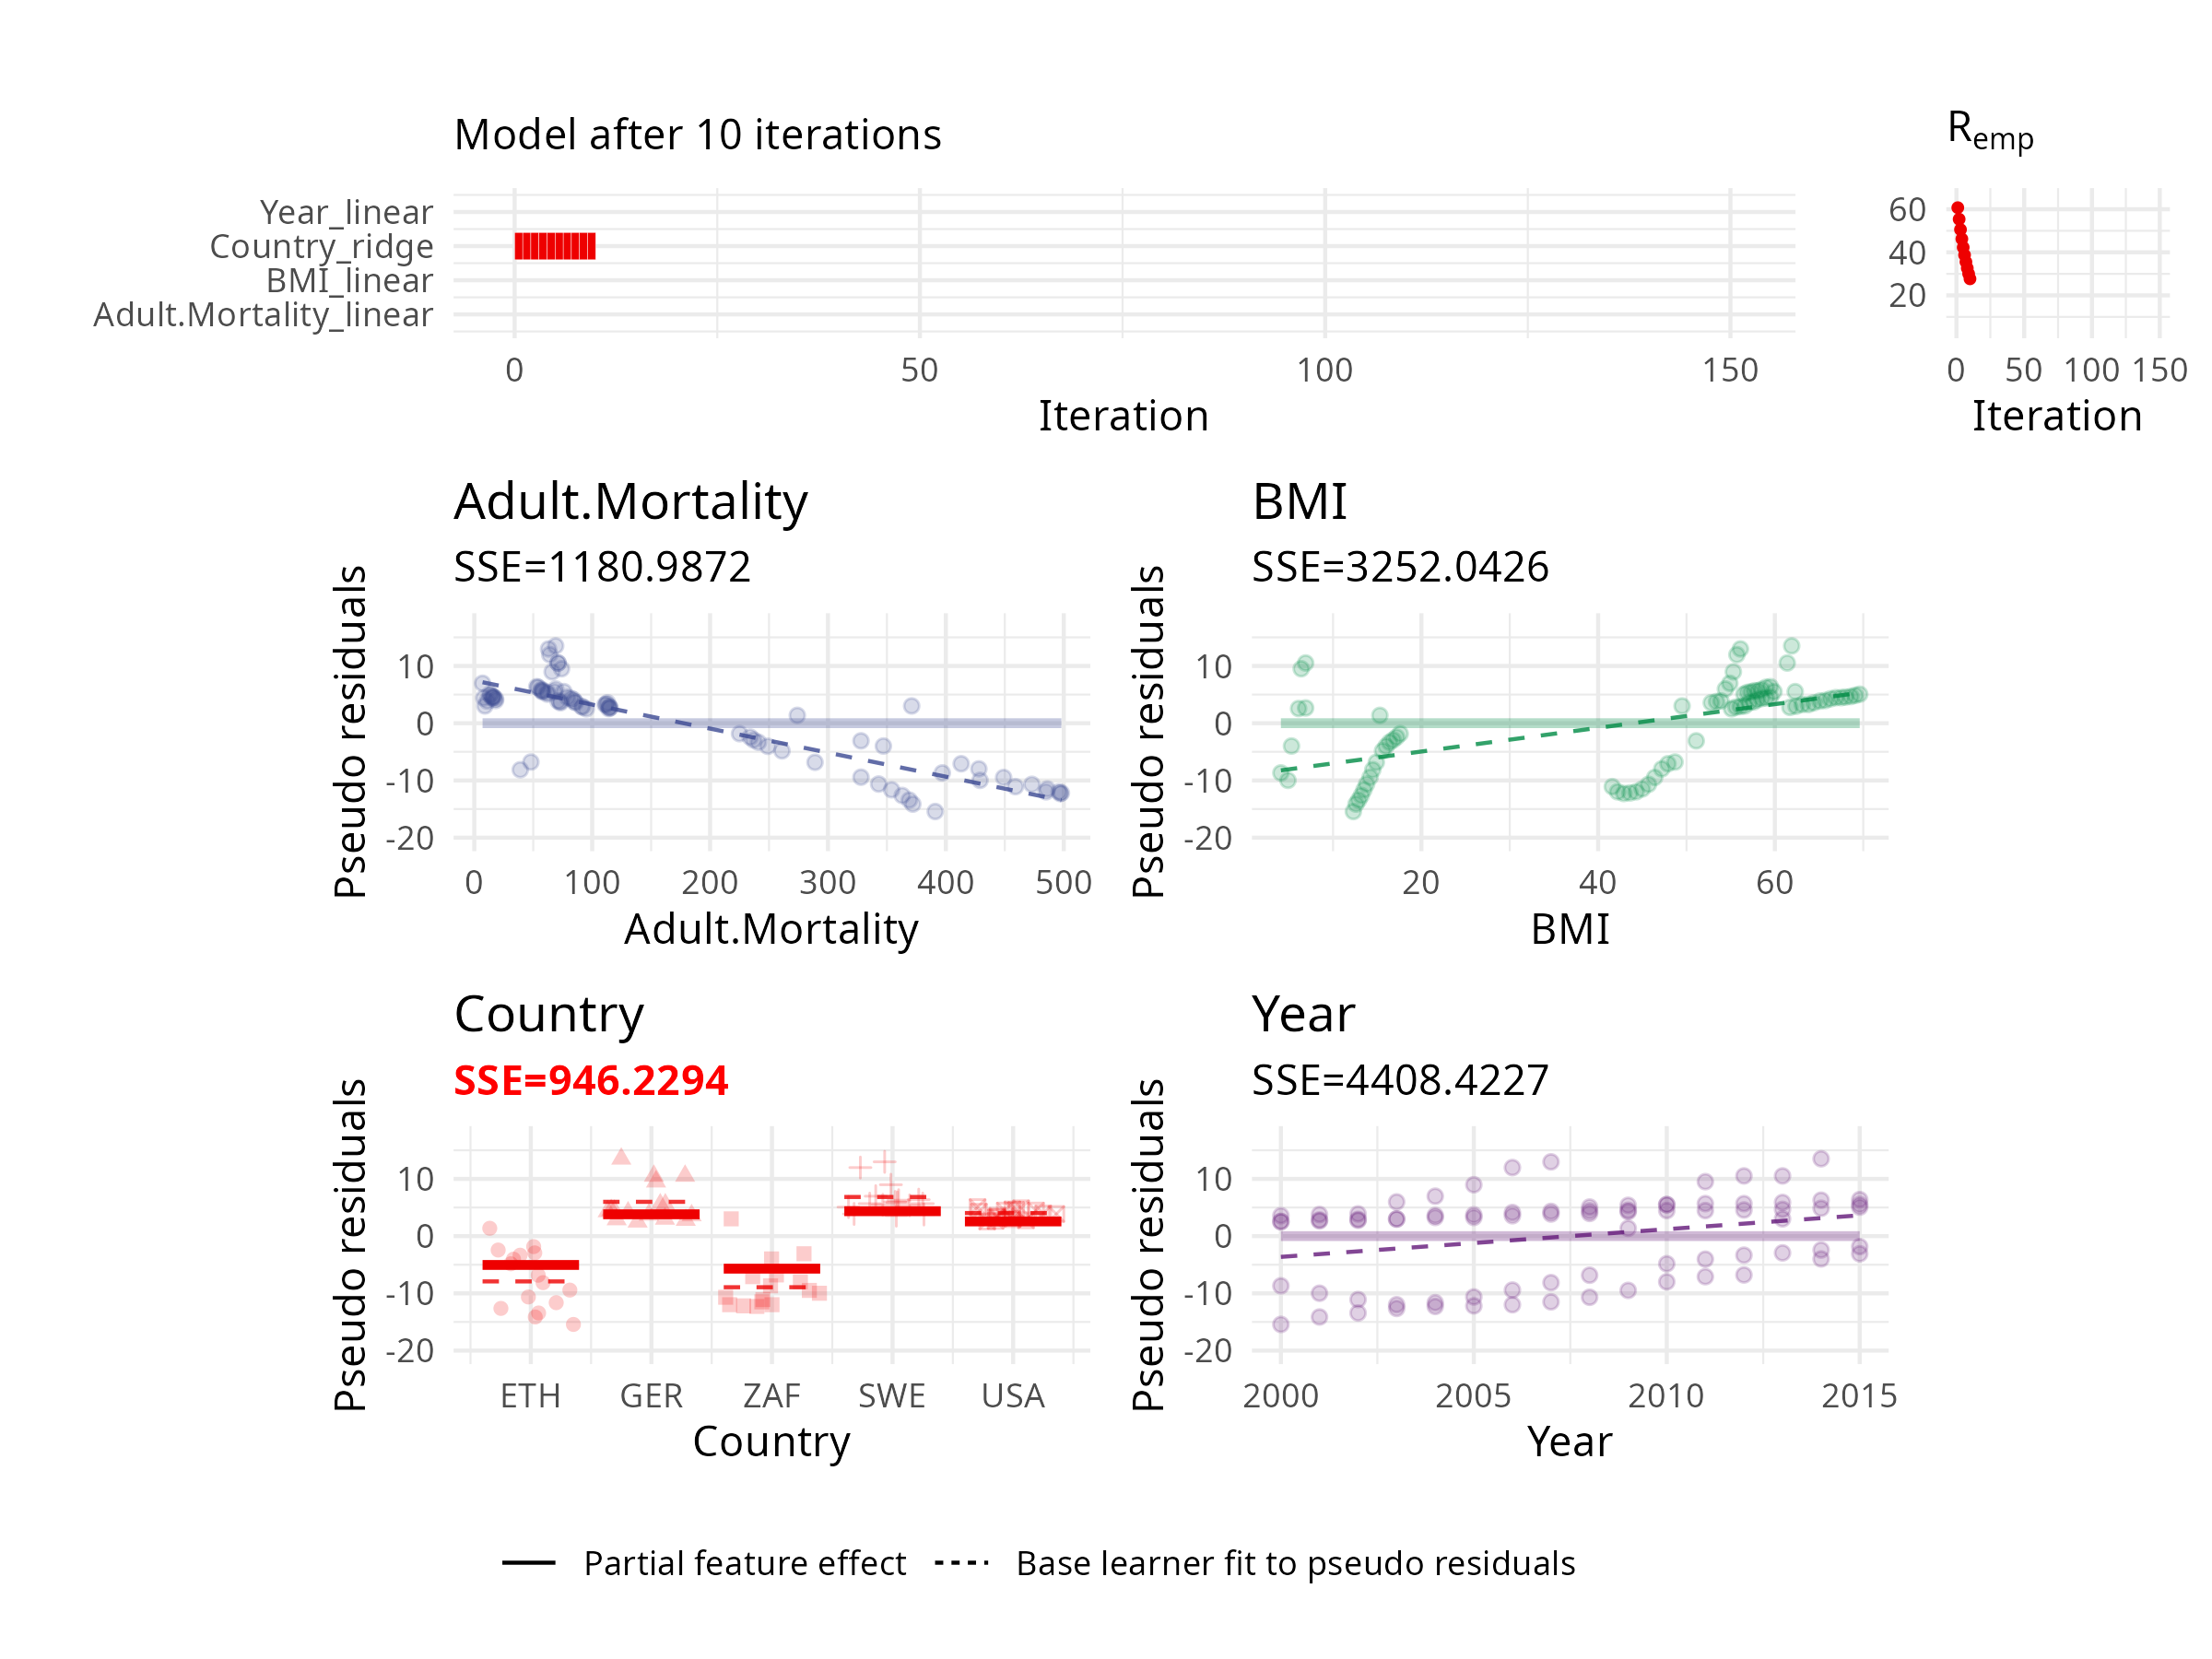 Model after 10 iterations
R_emp
Year_linear
Country_ridge
BMI_linear
Adult.Mortality_linear
0 50 100 150
Iteration
60
40
20
0 50 100 150
Iteration
Adult.Mortality
SSE=1180.9872
Pseudo residuals
10
0
-10
-20
0 100 200 300 400 500
Adult.Mortality
BMI
SSE=3252.0426
Pseudo residuals
10
0
-10
-20
20 40 60
BMI
Country
SSE=946.2294
Pseudo residuals
10
0
-10
-20
ETH GER ZAF SWE USA
Country
Year
SSE=4408.4227
Pseudo residuals
10
0
-10
-20
2000 2005 2010 2015
Year
Partial feature effect Base learner fit to pseudo residuals